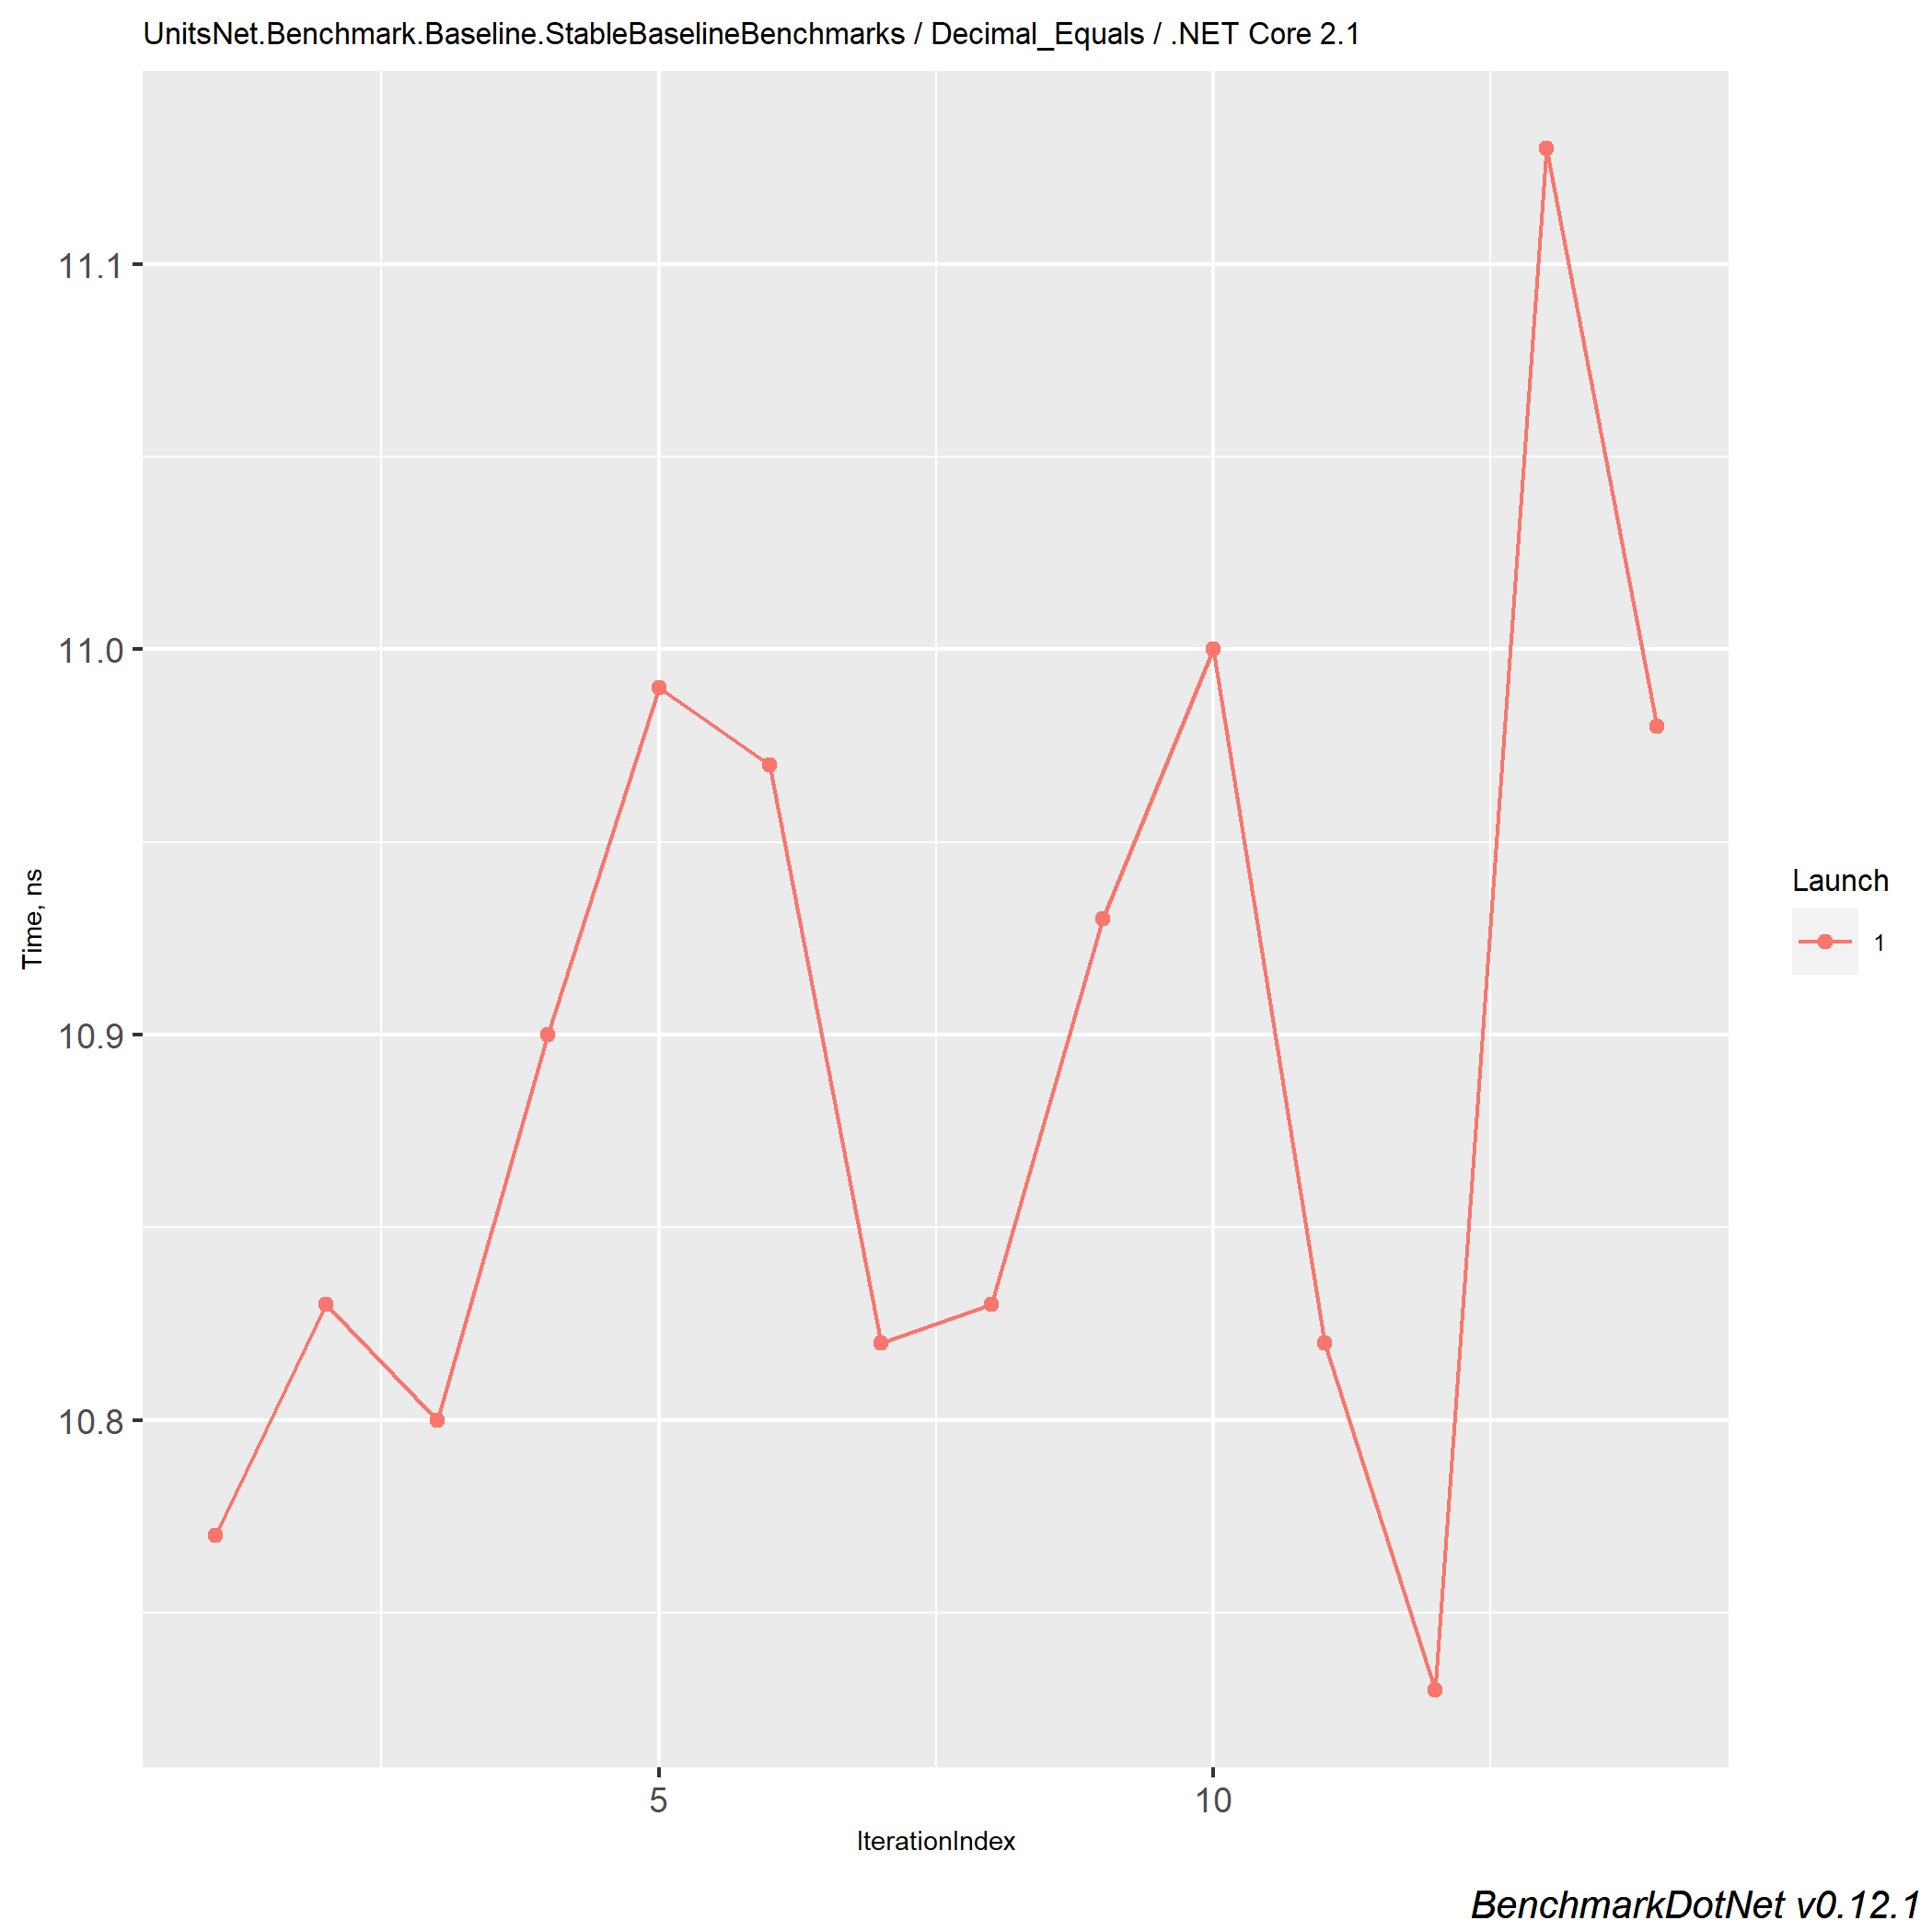 UnitsNet.Benchmark.Baseline.StableBaselineBenchmarks / Decimal_Equals / .NET Core 2.1
11.1
11.0
10.9
10.8
Time, ns
5
10
IterationIndex
Launch
1
BenchmarkDotNet v0.12.1